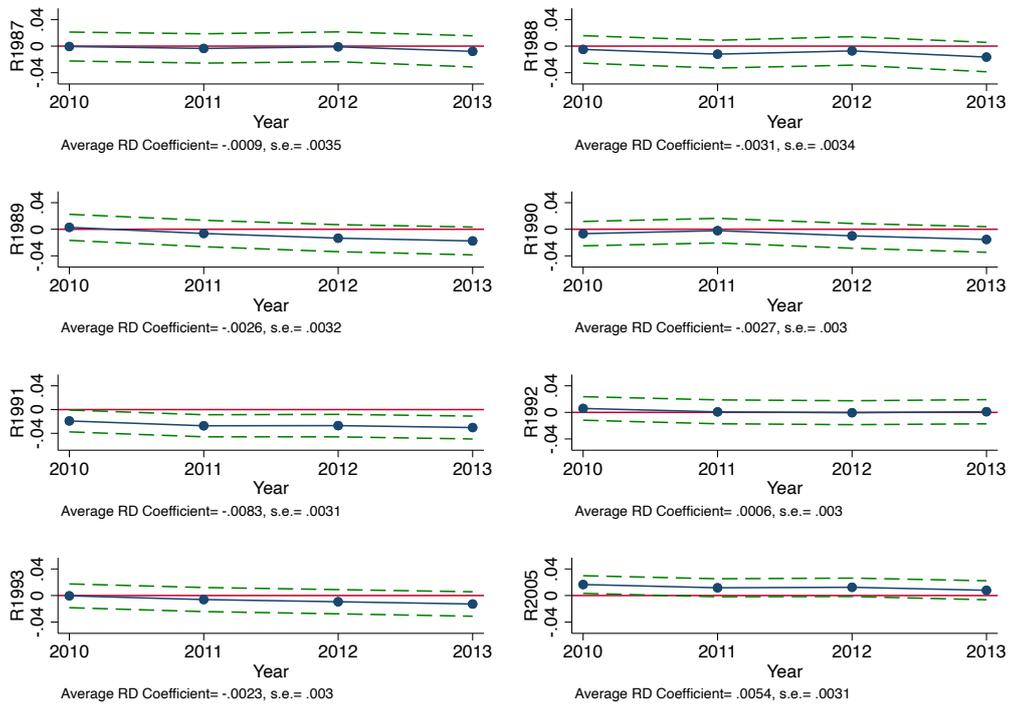 R1987
.04
0
-.04
2010 2011 2012 2013
Year
Average RD Coefficient= -.0009, s.e.= .0035
R1988
.04
0
-.04
2010 2011 2012 2013
Year
Average RD Coefficient= -.0031, s.e.= .0034
R1989
.04
0
-.04
2010 2011 2012 2013
Year
Average RD Coefficient= -.0026, s.e.= .0032
R1990
.04
0
-.04
2010 2011 2012 2013
Year
Average RD Coefficient= -.0027, s.e.= .003
R1991
.04
0
-.04
2010 2011 2012 2013
Year
Average RD Coefficient= -.0083, s.e.= .0031
R1992
.04
0
-.04
2010 2011 2012 2013
Year
Average RD Coefficient= .0006, s.e.= .003
R1993
.04
0
-.04
2010 2011 2012 2013
Year
Average RD Coefficient= -.0023, s.e.= .003
R2005
.04
0
-.04
2010 2011 2012 2013
Year
Average RD Coefficient= .0054, s.e.= .0031